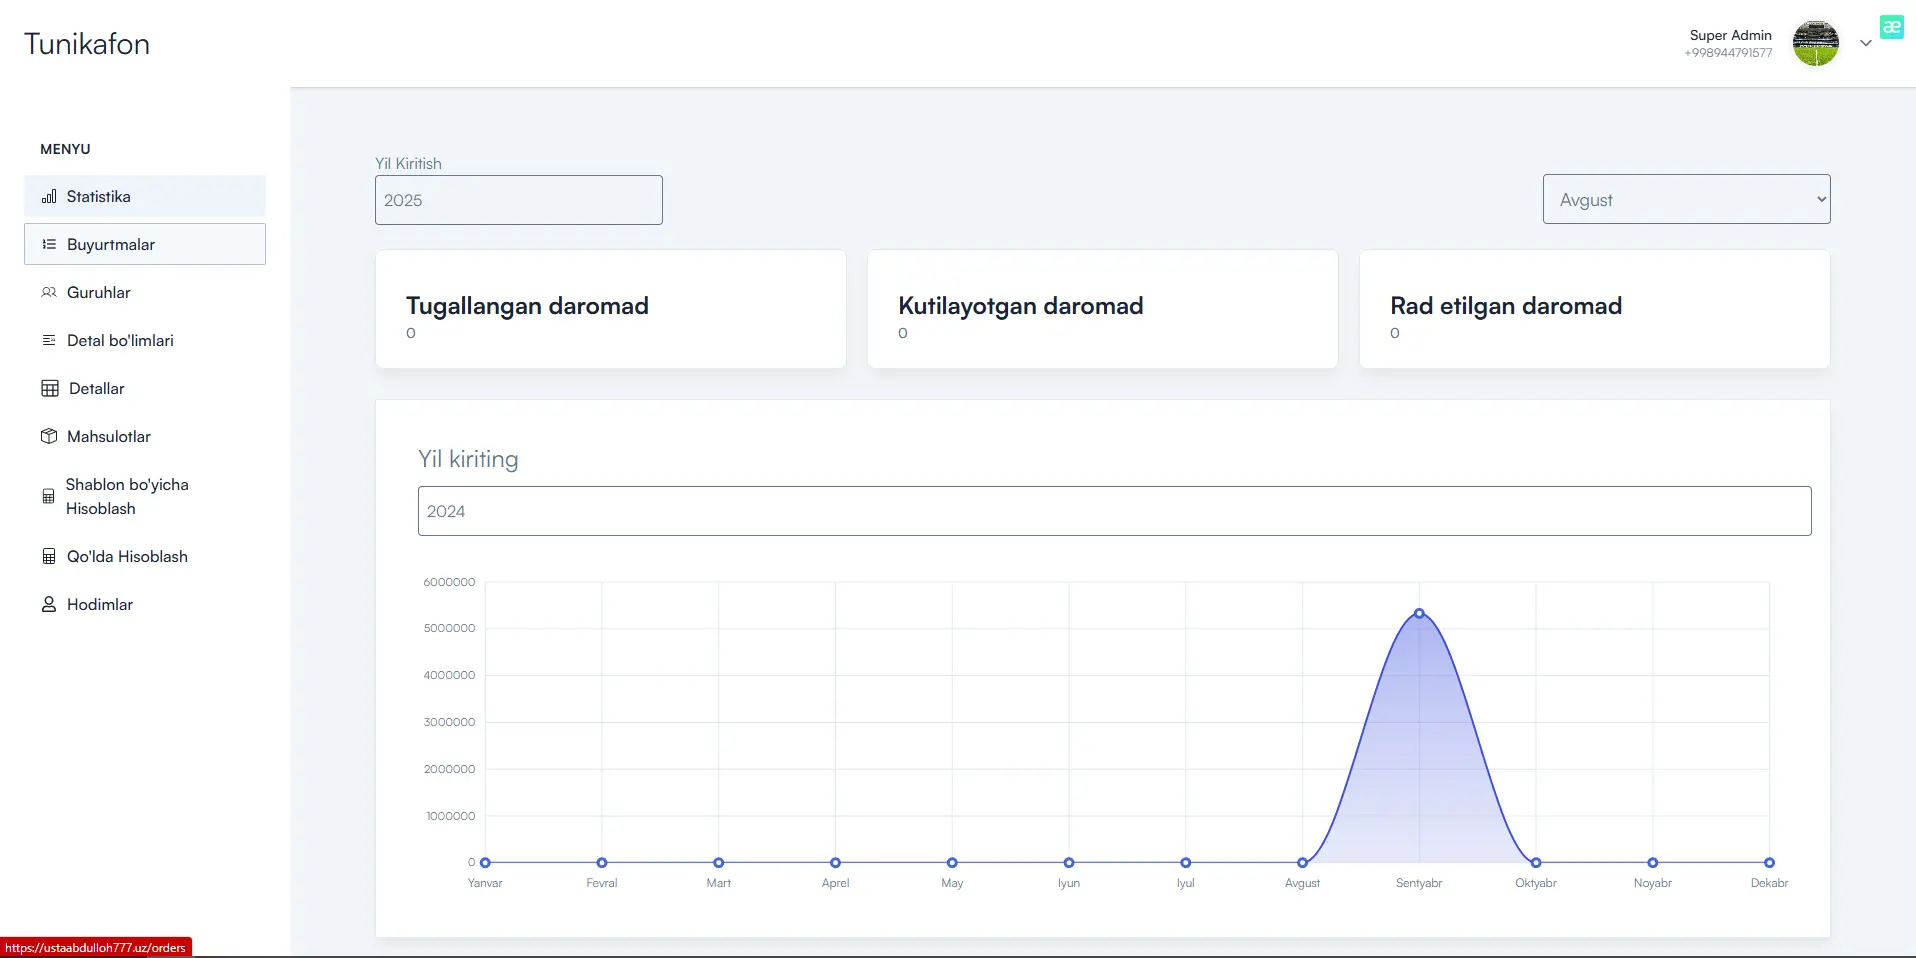 Tunikafon
Super Admin
+998944791577
æ
MENYU
Statistika
Buyurtmalar
Guruhlar
Detal bo'limlari
Detallar
Mahsulotlar
Shablon bo'yicha
Hisoblash
Qo'lda Hisoblash
Hodimlar
Yil Kiritish
2025
Avgust
Tugallangan daromad
0
Kutilayotgan daromad
0
Rad etilgan daromad
0
Yil kiriting
2024
6000000
5000000
4000000
3000000
2000000
1000000
0
Yanvar Fevral Mart Aprel May Iyun Iyul Avgust Sentyabr Oktyabr Noyabr Dekabr
https://ustaabdulloh777.uz/orders